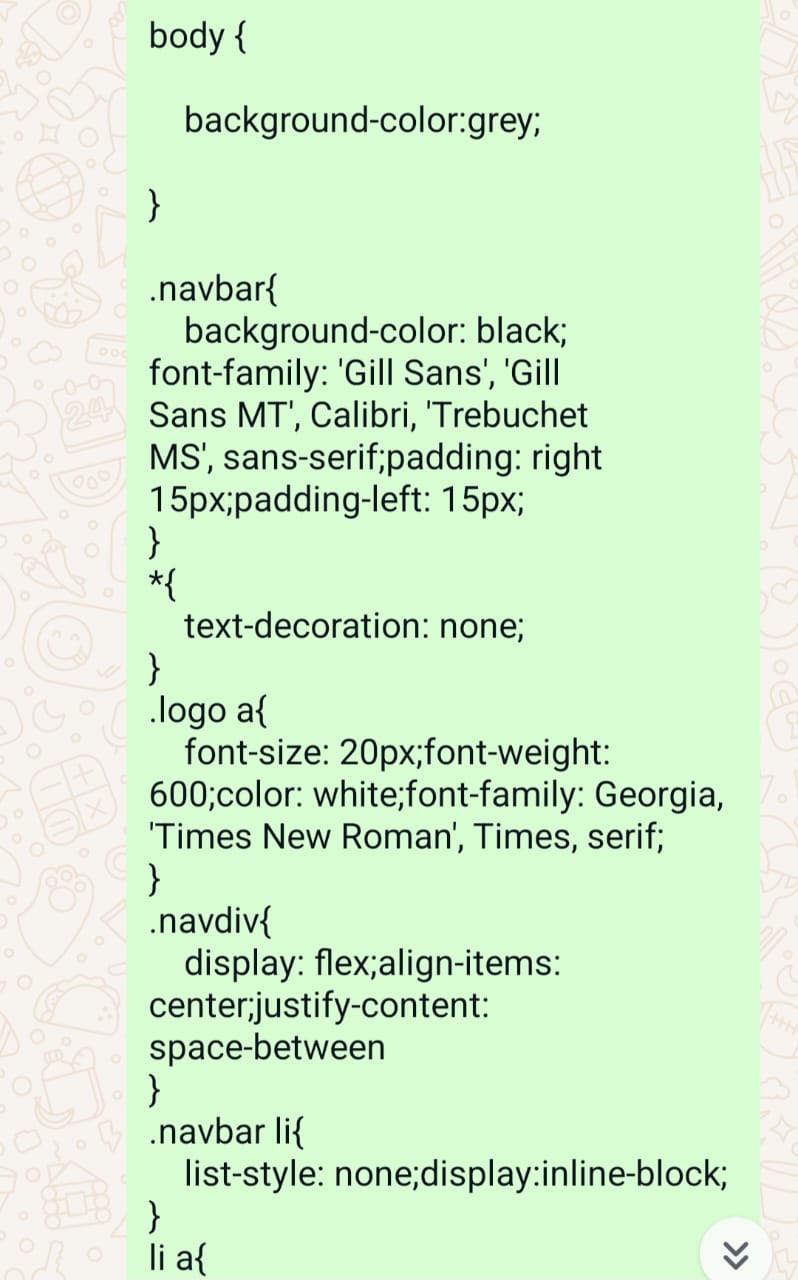 body {
background-color:grey;
}
.navbar{
background-color: black;
font-family: 'Gill Sans', 'Gill
Sans MT', Calibri, 'Trebuchet
MS', sans-serif;padding: right
15px;padding-left: 15px;
}
*{
text-decoration: none;
}
.logo a{
font-size: 20px;font-weight:
600;color: white;font-family: Georgia,
'Times New Roman', Times, serif;
}
.navdiv{
display: flex;align-items:
center;justify-content:
space-between
}
.navbar li{
list-style: none;display:inline-block;
}
li a{